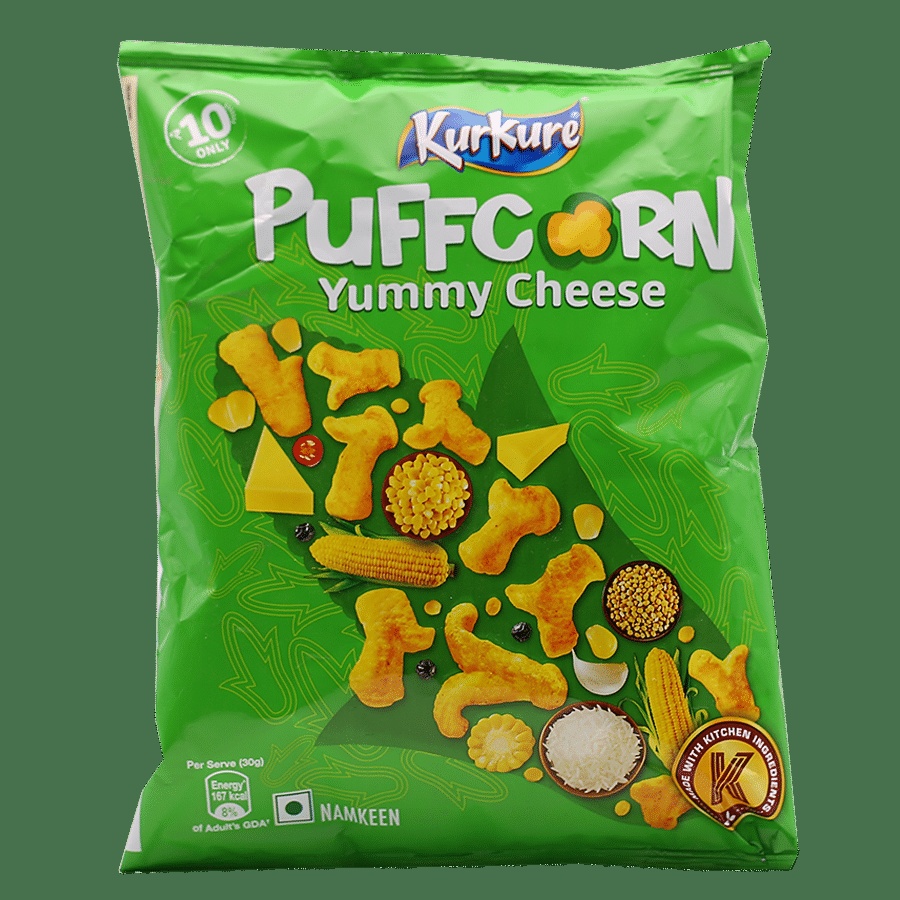 ₹10
ONLY
Kurkure®
PUFFCORN
Yummy Cheese
Per Serve (30g)
Energy*
167 kcal
8%
of Adult's GDA*
NAMKEEN
MADE WITH KITCHEN INGREDIENTS
K